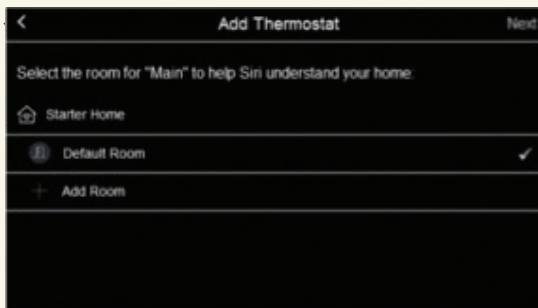 Add Thermostat Next
Select the room for "Main" to help Siri understand your home:
Starter Home
Default Room
Add Room